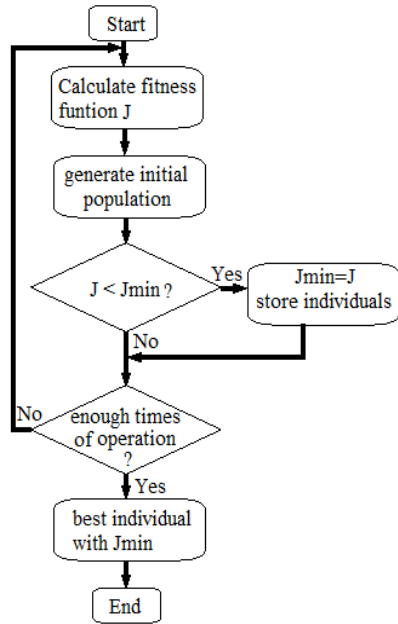 Start
Calculate fitness
funtion J
generate initial
population
J < Jmin ?
Yes
Jmin=J
store individuals
No
No
enough times
of operation
?
Yes
best individual
with Jmin
End